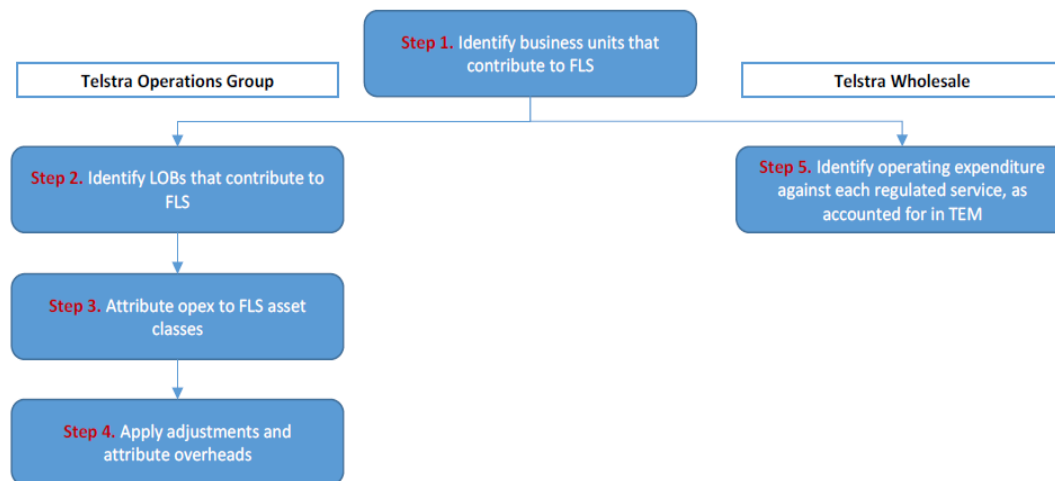 Step 1. Identify business units that
contribute to FLS
Telstra Operations Group
Telstra Wholesale
Step 2. Identify LOBs that contribute to
FLS
Step 5. Identify operating expenditure
against each regulated service, as
accounted for in TEM
Step 3. Attribute opex to FLS asset
classes
Step 4. Apply adjustments and
attribute overheads